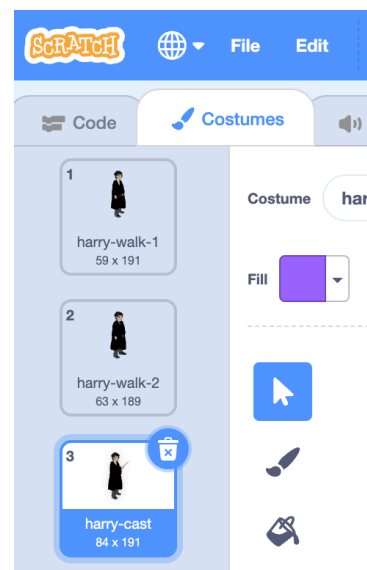 SCRATCH File Edit
Code Costumes
1
harry-walk-1
59 x 191
2
harry-walk-2
63 x 189
3
harry-cast
84 x 191
Costume har
Fill